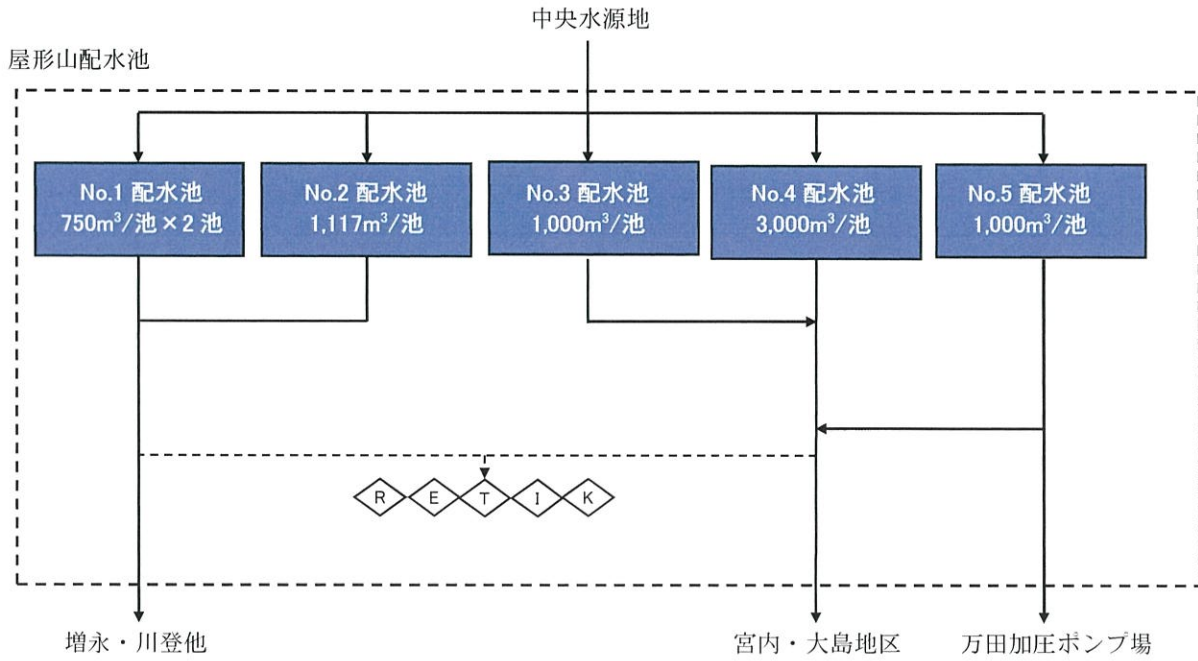 中央水源地
屋形山配水池
No.1 配水池
750m³/池×2 池
No.2 配水池
1,117m³/池
No.3 配水池
1,000m³/池
No.4 配水池
3,000m³/池
No.5 配水池
1,000m³/池
R E T I K
増永・川登他
宮内・大島地区
万田加圧ポンプ場